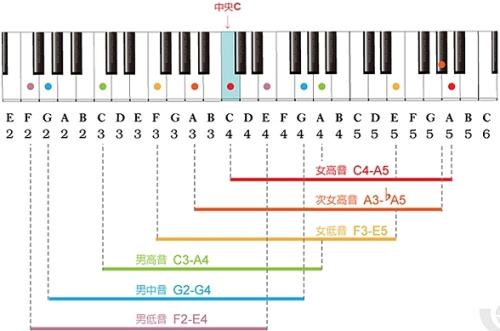 中央C
E F G A B C D E F G A B C D E F G A B C D E F G A B C
2 2 2 2 2 3 3 3 3 3 3 3 4 4 4 4 4 4 4 5 5 5 5 5 5 5 6
女高音 C4-A5
次女高音 A3-♭A5
女低音 F3-E5
男高音 C3-A4
男中音 G2-G4
男低音 F2-E4